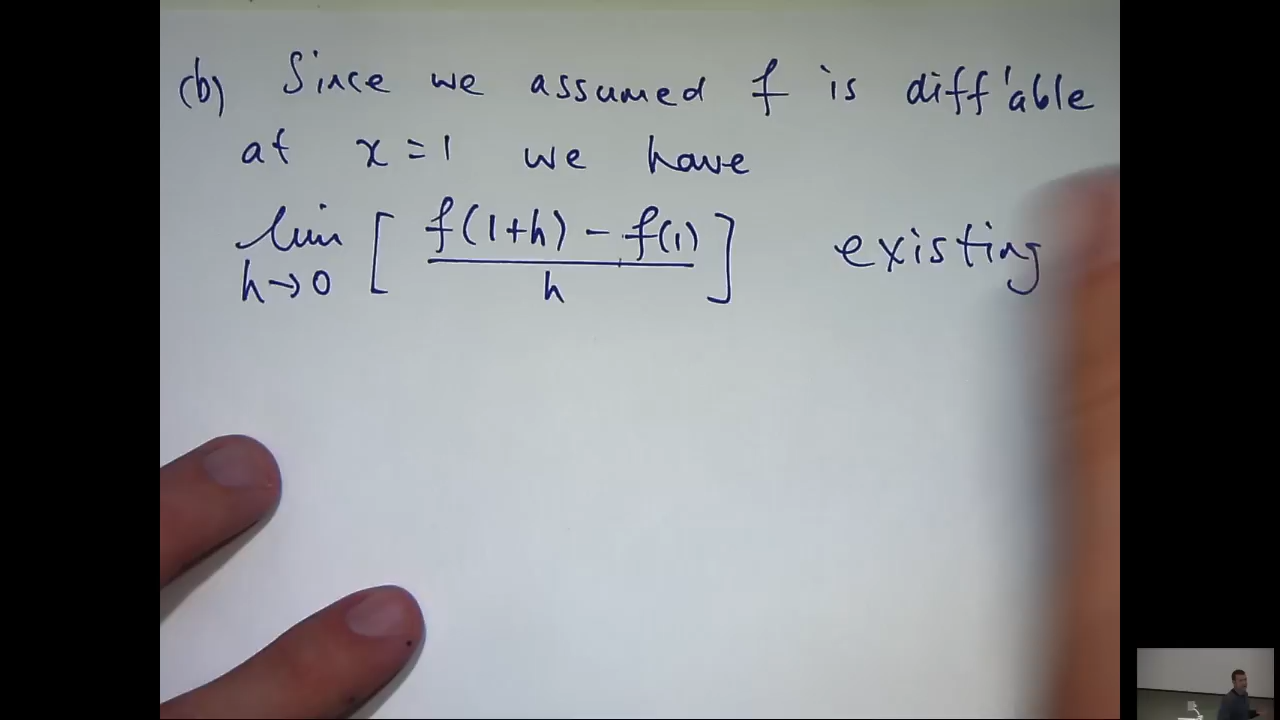 (b) Since we assumed f is diff'able
at x = 1 we have
lim h→0 [ f(1+h) − f(1) / h ] existing